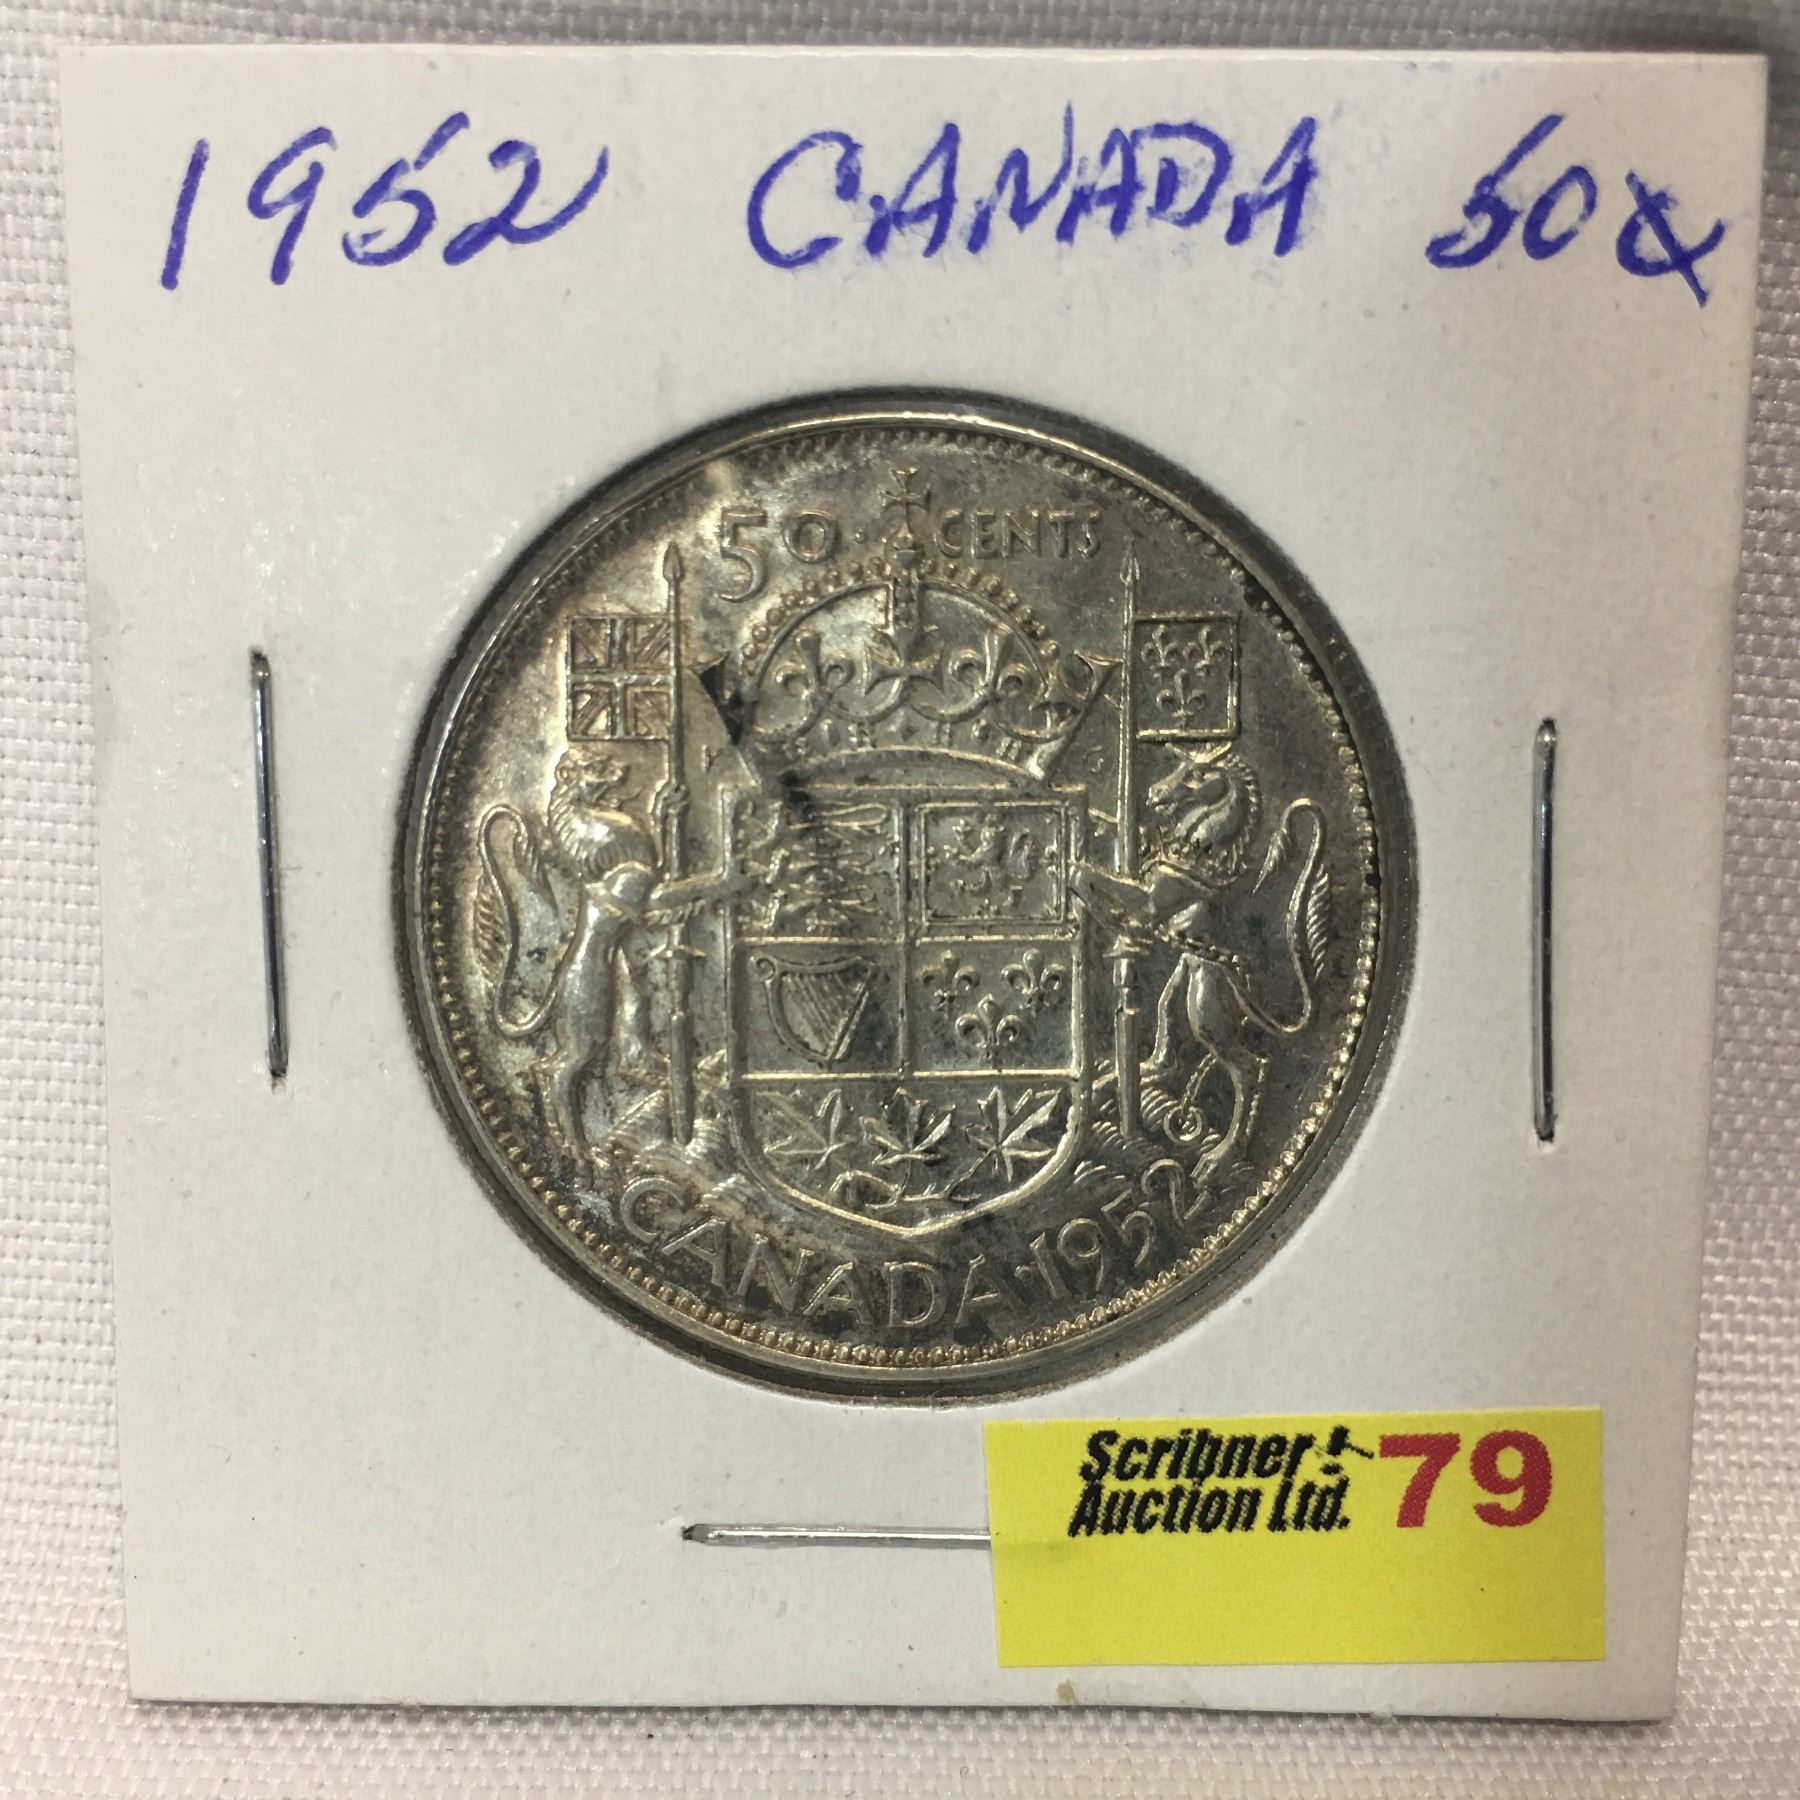 1952 CANADA 50¢
50 · CENTS
K G
CANADA · 1952
Scribner
Auction Ltd.
79